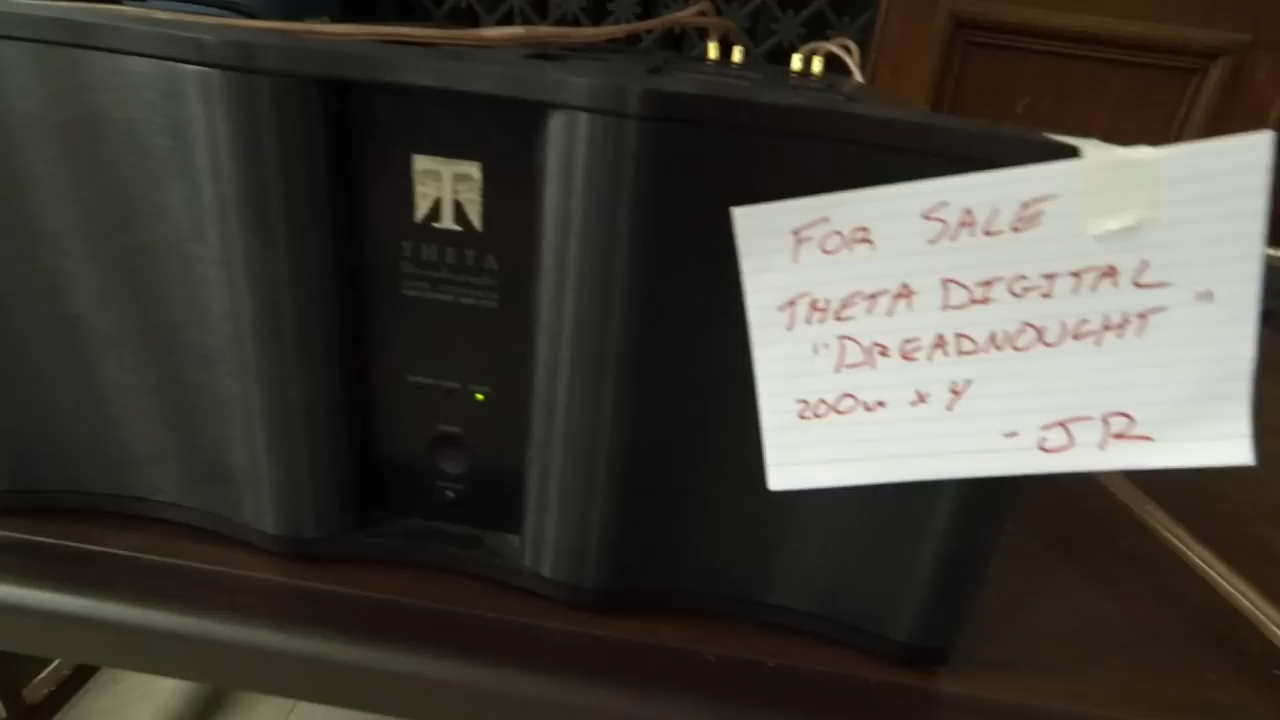 T
THETA
FOR SALE
THETA DIGITAL
"DREADNOUGHT"
200W x 4
- JR